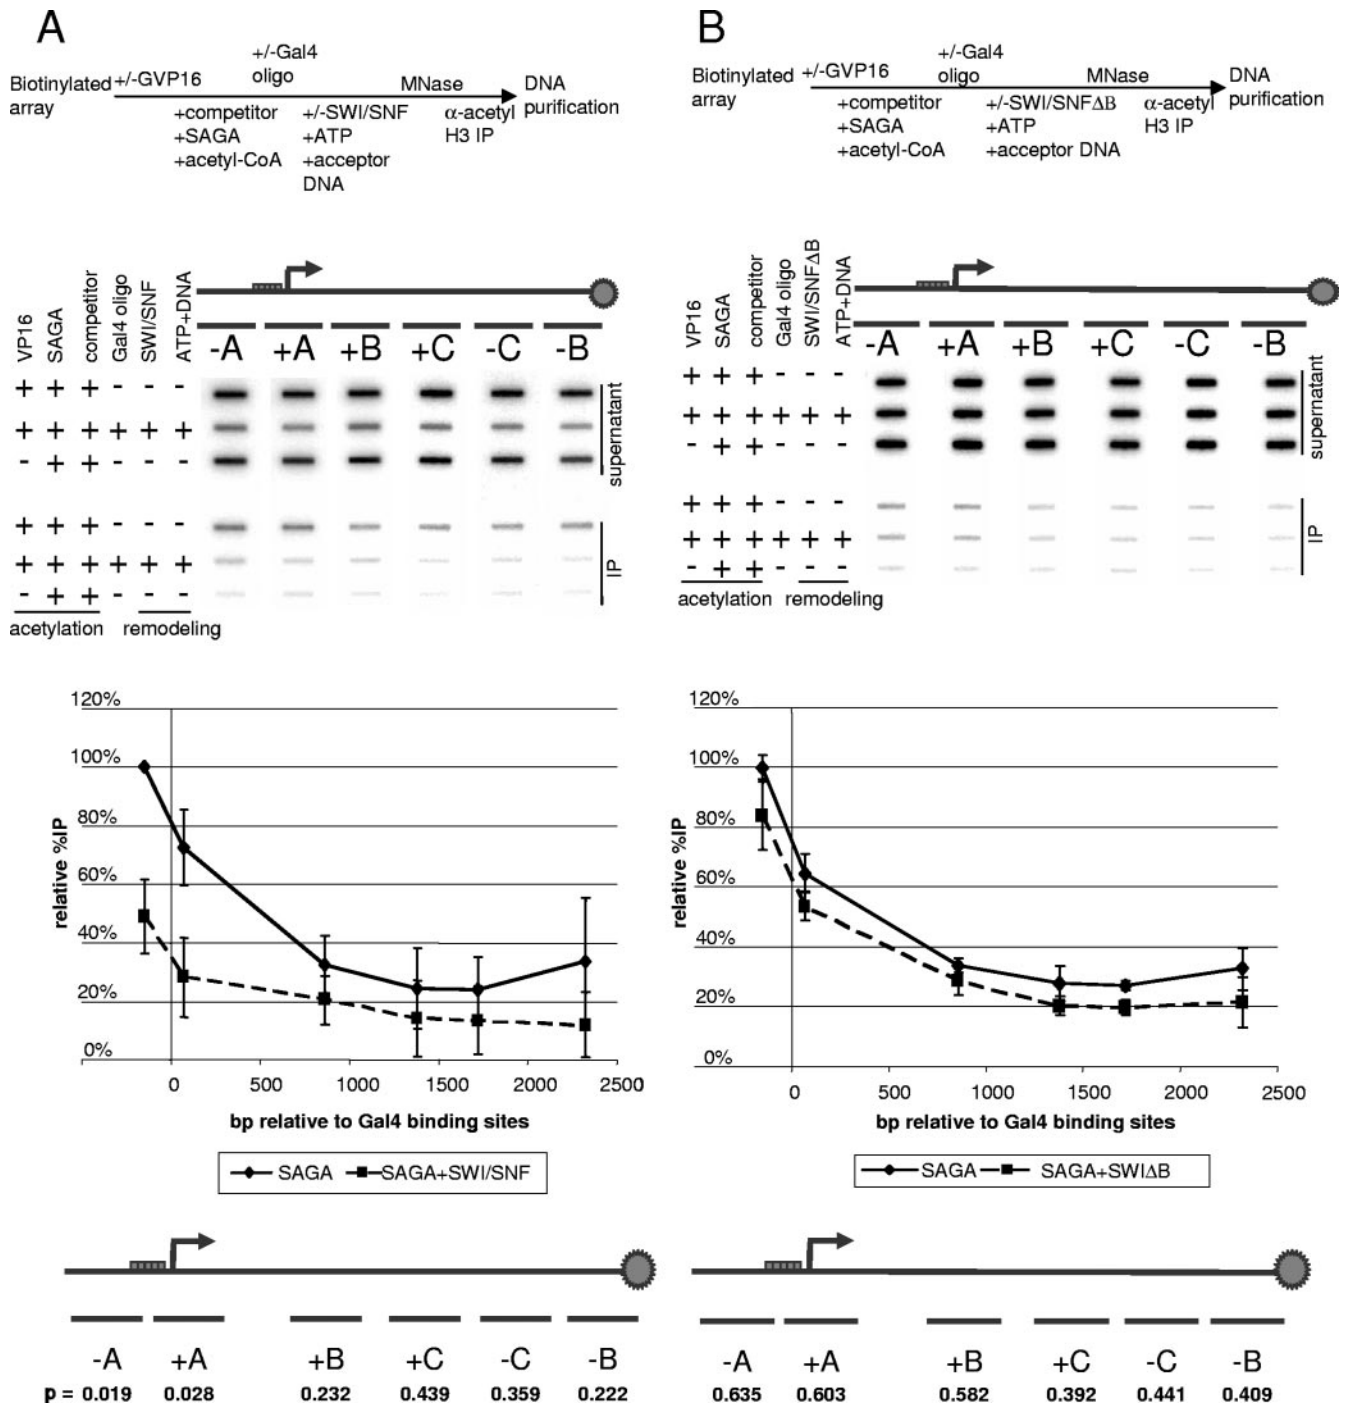 A
Biotinylated array
+/-GVP16
+/-Gal4 oligo
MNase
DNA purification
+competitor
+SAGA
+acetyl-CoA
+/-SWI/SNF
+ATP
+acceptor DNA
α-acetyl H3 IP
VP16
SAGA
competitor
Gal4 oligo
SWI/SNF
ATP+DNA
-A +A +B +C -C -B
+ + + - - -
+ + + + + +
- + + - - -
supernatant
+ + + - - -
+ + + + + +
- + + - - -
IP
acetylation remodeling
120%
100%
80%
60%
40%
20%
0%
relative %IP
0 500 1000 1500 2000 2500
bp relative to Gal4 binding sites
SAGA SAGA+SWI/SNF
-A +A +B +C -C -B
p = 0.019 0.028 0.232 0.439 0.359 0.222
B
Biotinylated array
+/-GVP16
+/-Gal4 oligo
MNase
DNA purification
+competitor
+SAGA
+acetyl-CoA
+/-SWI/SNFΔB
+ATP
+acceptor DNA
α-acetyl H3 IP
VP16
SAGA
competitor
Gal4 oligo
SWI/SNFΔB
ATP+DNA
-A +A +B +C -C -B
+ + + - - -
+ + + + + +
- + + - - -
supernatant
+ + + - - -
+ + + + + +
- + + - - -
IP
acetylation remodeling
120%
100%
80%
60%
40%
20%
0%
relative %IP
0 500 1000 1500 2000 2500
bp relative to Gal4 binding sites
SAGA SAGA+SWIΔB
-A +A +B +C -C -B
0.635 0.603 0.582 0.392 0.441 0.409